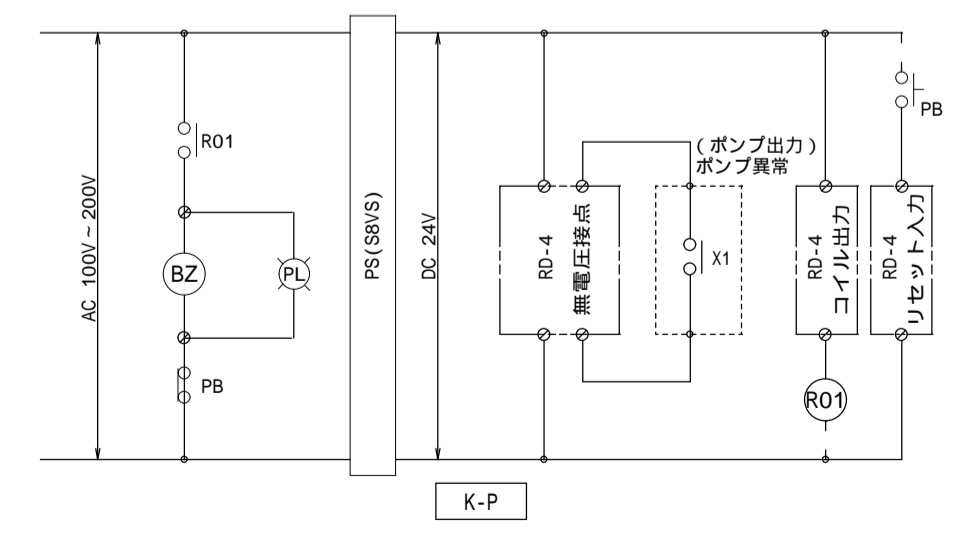 AC 100V~200V
R01
BZ
PL
PB
PS(S8VS)
DC 24V
RD-4
無電圧接点
(ポンプ出力)
ポンプ異常
X1
RD-4
コイル出力
R01
PB
RD-4
リセット入力
K-P